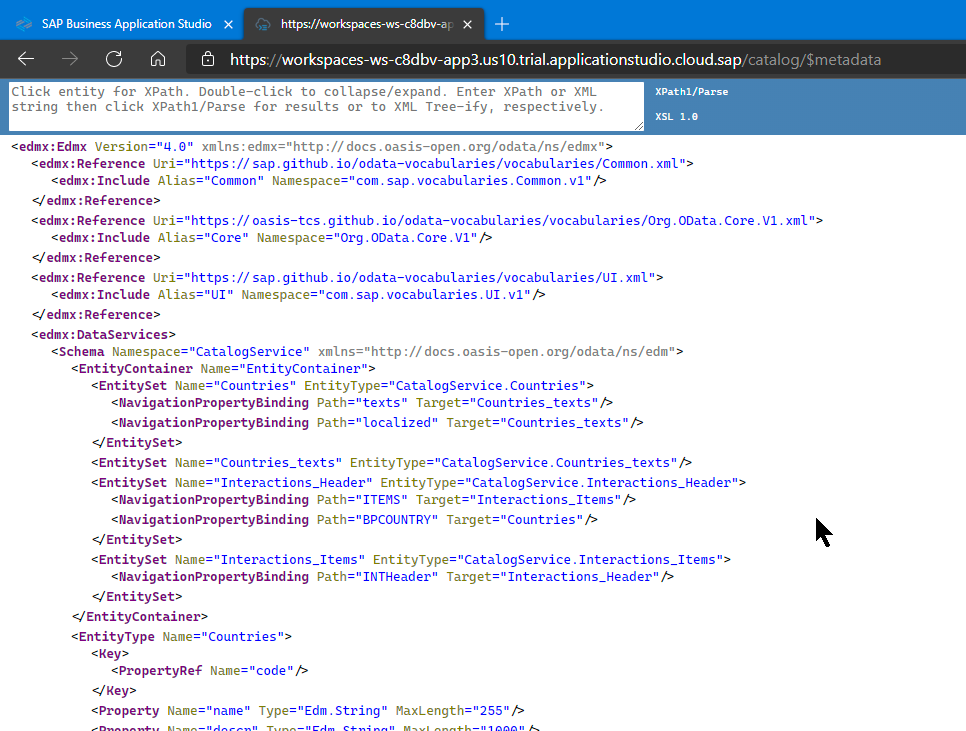 SAP Business Application Studio
https://workspaces-ws-c8dbv-ap
https://workspaces-ws-c8dbv-app3.us10.trial.applicationstudio.cloud.sap/catalog/$metadata
Click entity for XPath. Double-click to collapse/expand. Enter XPath or XML
string then click XPath1/Parse for results or to XML Tree-ify, respectively.
XPath1/Parse
XSL 1.0
<edmx:Edmx Version="4.0" xmlns:edmx="http://docs.oasis-open.org/odata/ns/edmx">
<edmx:Reference Uri="https://sap.github.io/odata-vocabularies/vocabularies/Common.xml">
<edmx:Include Alias="Common" Namespace="com.sap.vocabularies.Common.v1"/>
</edmx:Reference>
<edmx:Reference Uri="https://oasis-tcs.github.io/odata-vocabularies/vocabularies/Org.OData.Core.V1.xml">
<edmx:Include Alias="Core" Namespace="Org.OData.Core.V1"/>
</edmx:Reference>
<edmx:Reference Uri="https://sap.github.io/odata-vocabularies/vocabularies/UI.xml">
<edmx:Include Alias="UI" Namespace="com.sap.vocabularies.UI.v1"/>
</edmx:Reference>
<edmx:DataServices>
<Schema Namespace="CatalogService" xmlns="http://docs.oasis-open.org/odata/ns/edm">
<EntityContainer Name="EntityContainer">
<EntitySet Name="Countries" EntityType="CatalogService.Countries">
<NavigationPropertyBinding Path="texts" Target="Countries_texts"/>
<NavigationPropertyBinding Path="localized" Target="Countries_texts"/>
</EntitySet>
<EntitySet Name="Countries_texts" EntityType="CatalogService.Countries_texts"/>
<EntitySet Name="Interactions_Header" EntityType="CatalogService.Interactions_Header">
<NavigationPropertyBinding Path="ITEMS" Target="Interactions_Items"/>
<NavigationPropertyBinding Path="BPCOUNTRY" Target="Countries"/>
</EntitySet>
<EntitySet Name="Interactions_Items" EntityType="CatalogService.Interactions_Items">
<NavigationPropertyBinding Path="INTHeader" Target="Interactions_Header"/>
</EntitySet>
</EntityContainer>
<EntityType Name="Countries">
<Key>
<PropertyRef Name="code"/>
</Key>
<Property Name="name" Type="Edm.String" MaxLength="255"/>
<Property Name="descr" Type="Edm.String" MaxLength="1000"/>